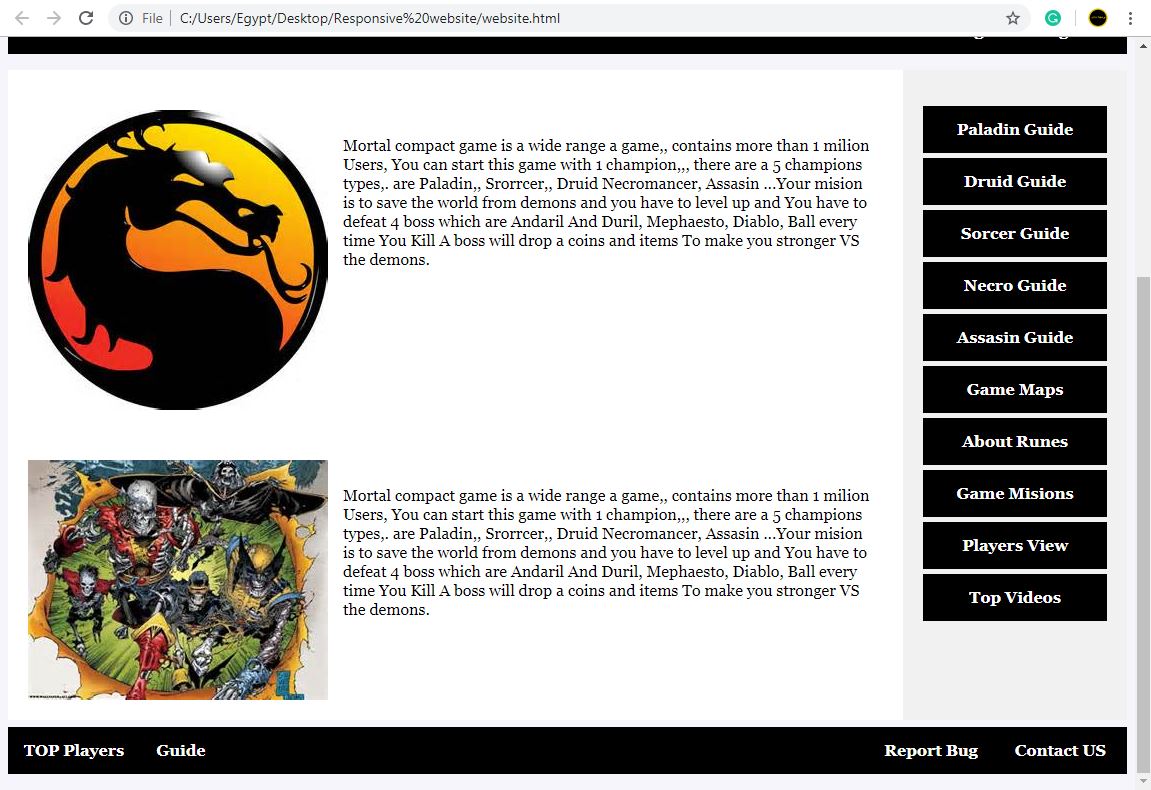 File | C:/Users/Egypt/Desktop/Responsive%20website/website.html
Mortal compact game is a wide range a game,, contains more than 1 milion
Users, You can start this game with 1 champion,,, there are a 5 champions
types,. are Paladin,, Srorrcer,, Druid Necromancer, Assasin ...Your mision
is to save the world from demons and you have to level up and You have to
defeat 4 boss which are Andaril And Duril, Mephaesto, Diablo, Ball every
time You Kill A boss will drop a coins and items To make you stronger VS
the demons.
Mortal compact game is a wide range a game,, contains more than 1 milion
Users, You can start this game with 1 champion,,, there are a 5 champions
types,. are Paladin,, Srorrcer,, Druid Necromancer, Assasin ...Your mision
is to save the world from demons and you have to level up and You have to
defeat 4 boss which are Andaril And Duril, Mephaesto, Diablo, Ball every
time You Kill A boss will drop a coins and items To make you stronger VS
the demons.
Paladin Guide
Druid Guide
Sorcer Guide
Necro Guide
Assasin Guide
Game Maps
About Runes
Game Misions
Players View
Top Videos
TOP Players Guide Report Bug Contact US